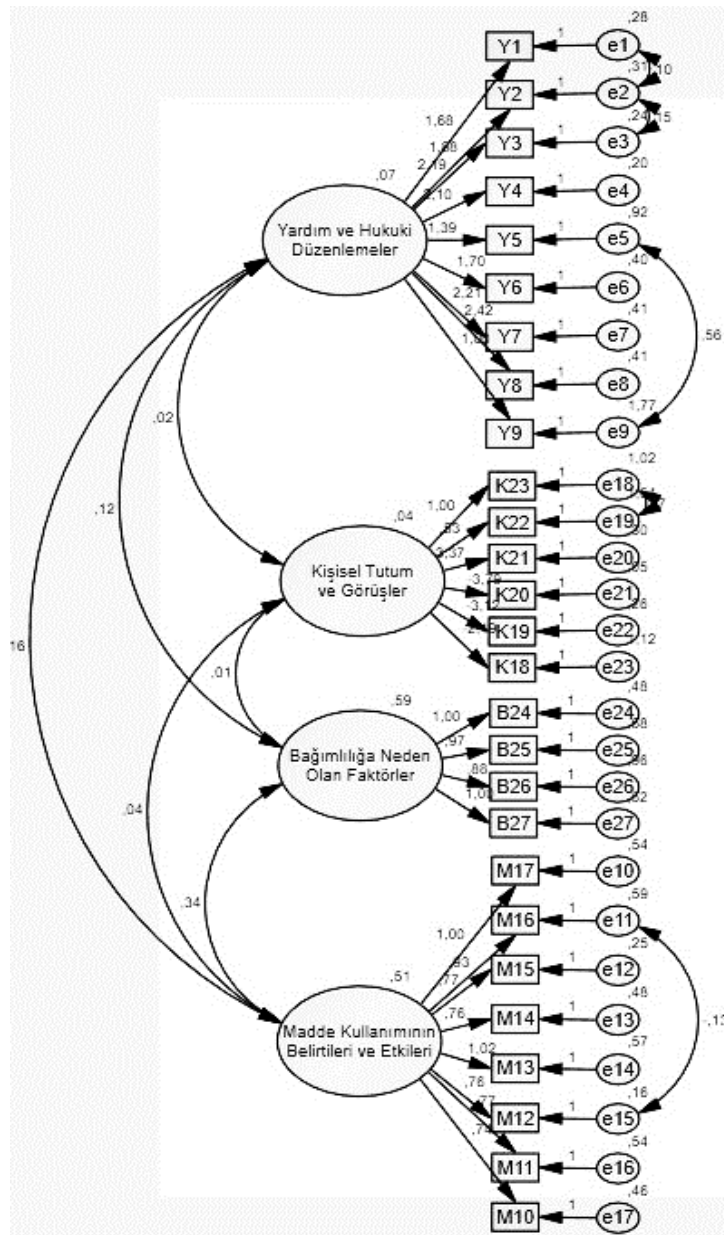 ,28
Y1
1
e1
,31
,10
Y2
1
e2
,24
,15
1,68
Y3
1
e3
2,19
,20
,07
Y4
1
e4
2,10
,92
Yardım ve Hukuki
Düzenlemeler
1,39
Y5
1
e5
,40
1,70
Y6
1
e6
2,21
,41
2,42
Y7
1
e7
,56
,41
Y8
1
e8
1,77
Y9
1
e9
,02
1,02
K23
1
e18
,12
1,00
,04
K22
1
e19
K21
1
e20
Kişisel Tutum
ve Görüşler
K20
1
e21
K19
1
e22
K18
1
e23
16
,01
,48
,59
1,00
B24
1
e24
,97
B25
1
e25
Bağımlılığa Neden
Olan Faktörler
,88
B26
1
e26
B27
1
e27
,04
,54
M17
1
e10
,34
,59
M16
1
e11
1,00
,25
,51
M15
1
e12
,77
,48
,76
M14
1
e13
Madde Kullanımının
Belirtileri ve Etkileri
,57
1,02
M13
1
e14
-,13
,76
,16
M12
1
e15
,77
,54
M11
1
e16
,46
M10
1
e17